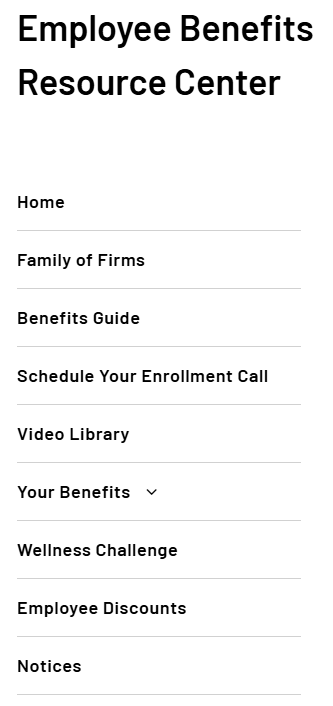 Employee Benefits
Resource Center
Home
Family of Firms
Benefits Guide
Schedule Your Enrollment Call
Video Library
Your Benefits
Wellness Challenge
Employee Discounts
Notices